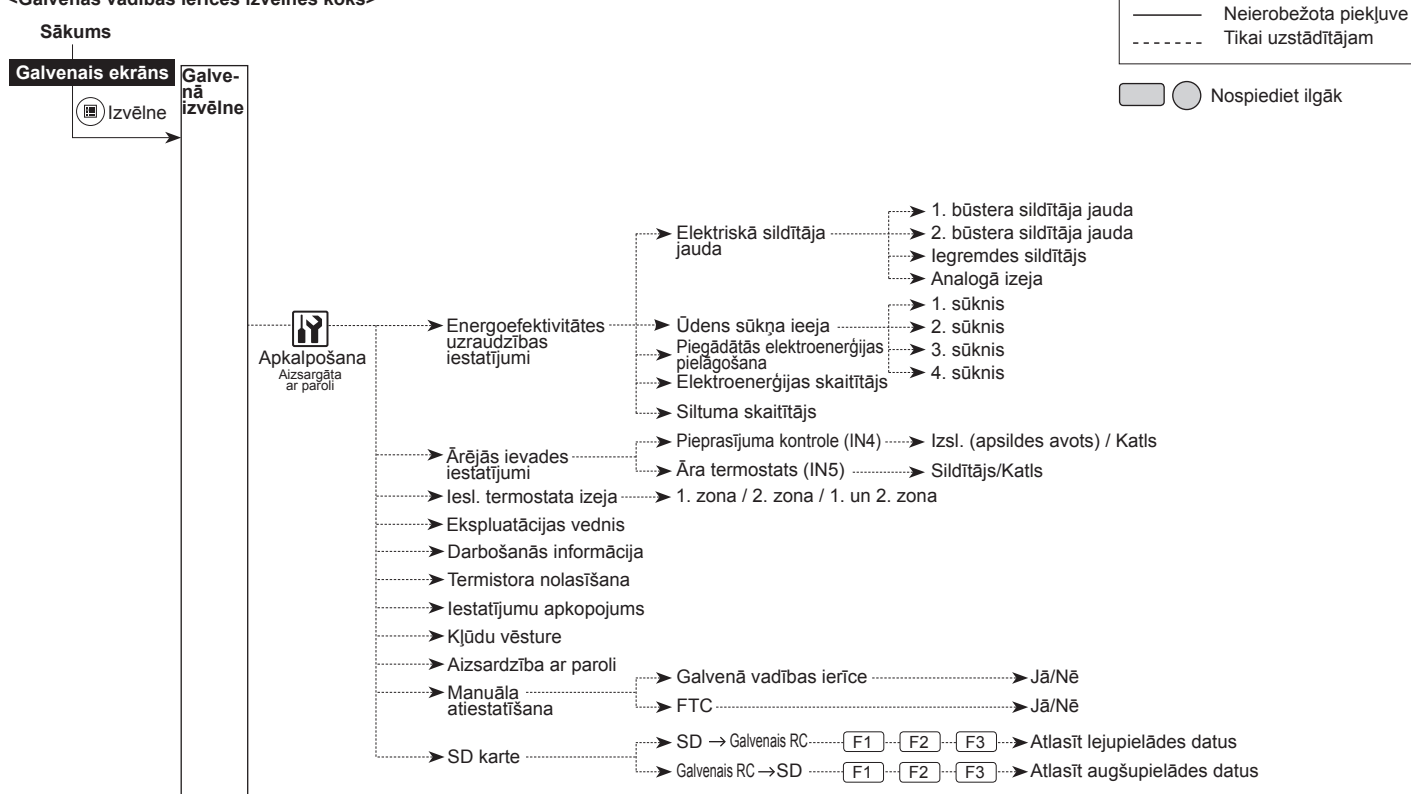 <Galvenās vadības ierīces izvēlnes koks>
Neierobežota piekļuve
Tikai uzstādītājam
Nospiediet ilgāk
Sākums
Galvenais ekrāns
Izvēlne
Galve-
nā
izvēlne
Apkalpošana
Aizsargāta
ar paroli
Energoefektivitātes
uzraudzības
iestatījumi
Elektriskā sildītāja
jauda
1. būstera sildītāja jauda
2. būstera sildītāja jauda
Iegremdes sildītājs
Analogā izeja
Ūdens sūkņa ieeja
1. sūknis
2. sūknis
3. sūknis
4. sūknis
Piegādātās elektroenerģijas
pielāgošana
Elektroenerģijas skaitītājs
Siltuma skaitītājs
Ārējās ievades
iestatījumi
Pieprasījuma kontrole (IN4)
Izsl. (apsildes avots) / Katls
Āra termostats (IN5)
Sildītājs/Katls
Iesl. termostata izeja
1. zona / 2. zona / 1. un 2. zona
Ekspluatācijas vednis
Darbošanās informācija
Termistora nolasīšana
Iestatījumu apkopojums
Kļūdu vēsture
Aizsardzība ar paroli
Manuāla
atiestatīšana
Galvenā vadības ierīce
Jā/Nē
FTC
Jā/Nē
SD karte
SD → Galvenais RC F1 F2 F3 Atlasīt lejupielādes datus
Galvenais RC → SD F1 F2 F3 Atlasīt augšupielādes datus